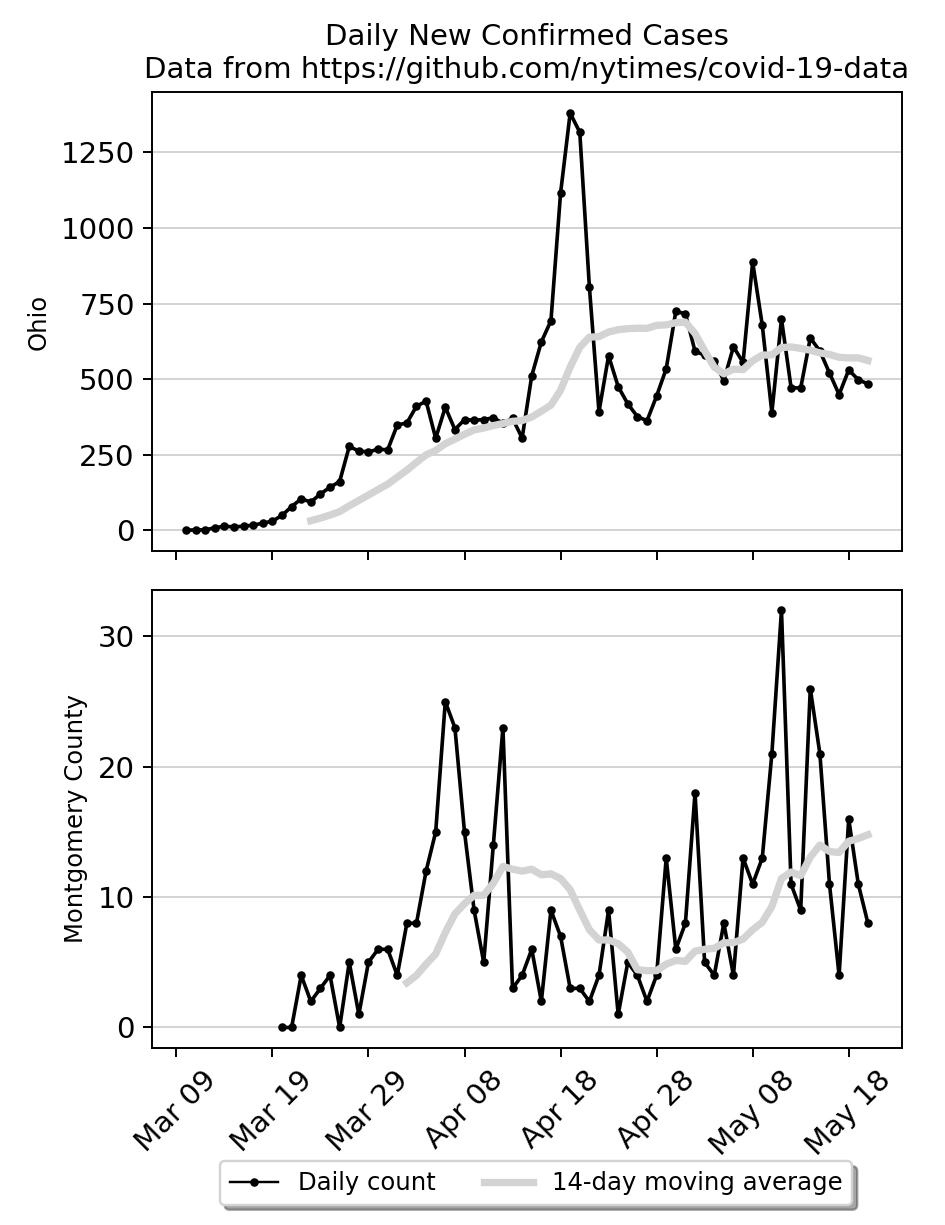 Daily New Confirmed Cases
Data from https://github.com/nytimes/covid-19-data
Ohio
1250
1000
750
500
250
0
Montgomery County
30
20
10
0
Mar 09
Mar 19
Mar 29
Apr 08
Apr 18
Apr 28
May 08
May 18
Daily count
14-day moving average